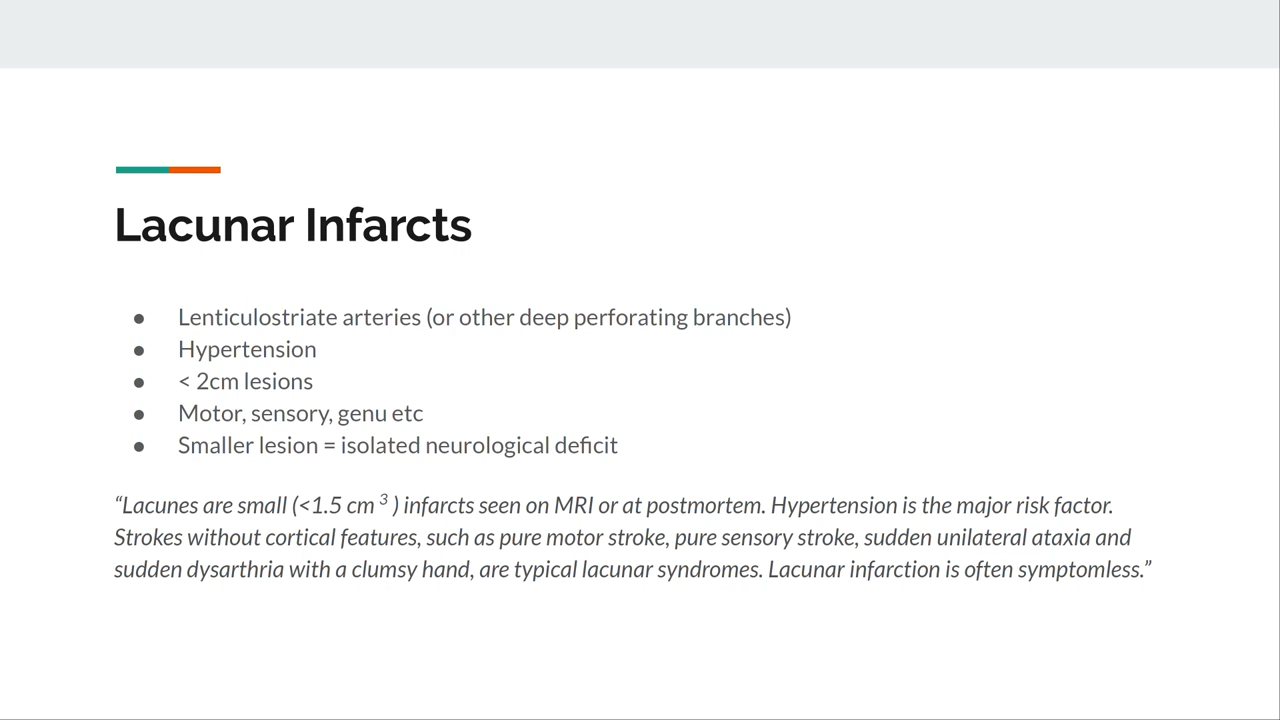 Lacunar Infarcts
● Lenticulostriate arteries (or other deep perforating branches)
● Hypertension
● < 2cm lesions
● Motor, sensory, genu etc
● Smaller lesion = isolated neurological deficit
“Lacunes are small (<1.5 cm ³ ) infarcts seen on MRI or at postmortem. Hypertension is the major risk factor.
Strokes without cortical features, such as pure motor stroke, pure sensory stroke, sudden unilateral ataxia and
sudden dysarthria with a clumsy hand, are typical lacunar syndromes. Lacunar infarction is often symptomless.”